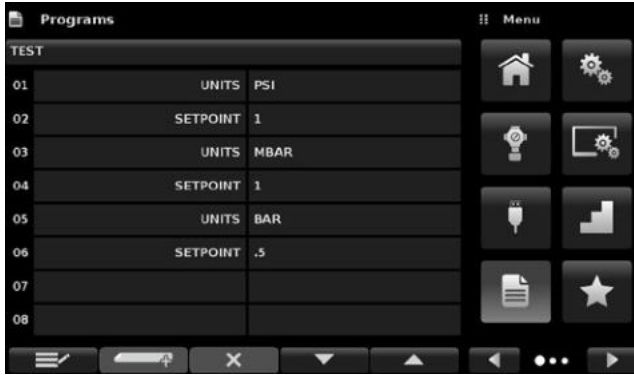 Programs
Menu
TEST
01 UNITS PSI
02 SETPOINT 1
03 UNITS MBAR
04 SETPOINT 1
05 UNITS BAR
06 SETPOINT .5
07
08